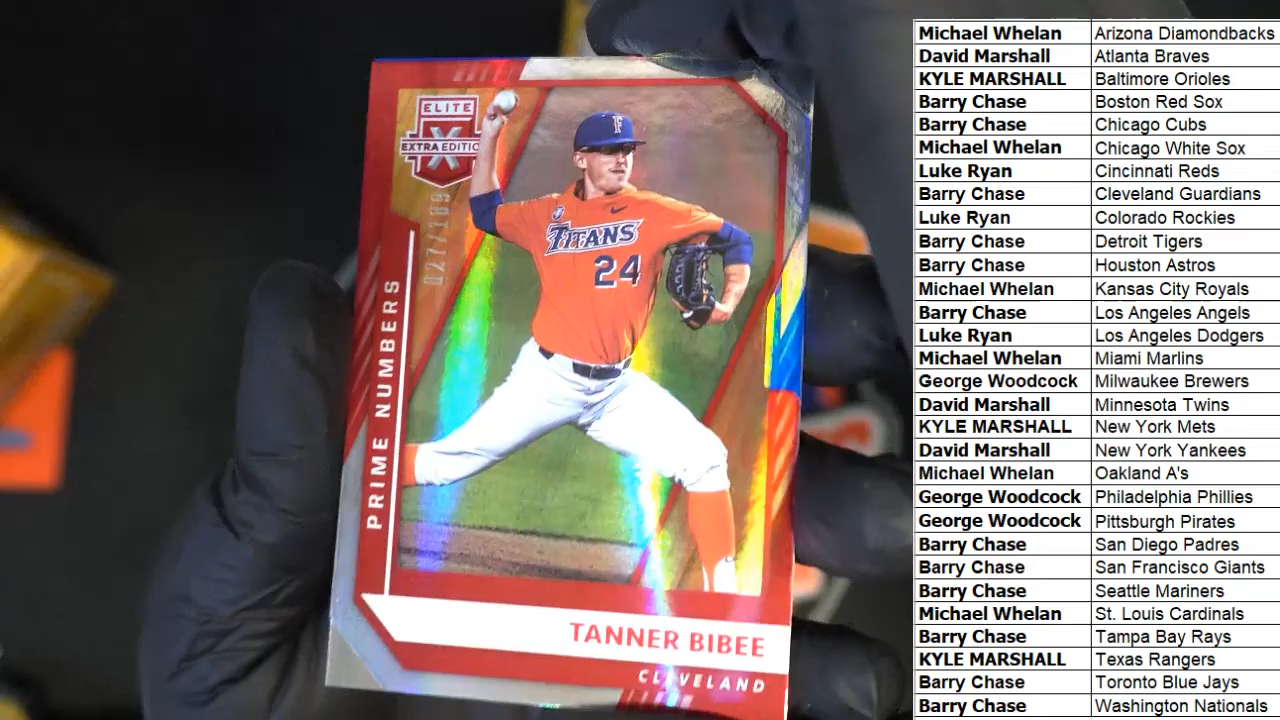 ELITE
X
EXTRA EDITION
PRIME NUMBERS
F
TITANS
24
TANNER BIBEE
CLEVELAND
Michael Whelan Arizona Diamondbacks
David Marshall Atlanta Braves
KYLE MARSHALL Baltimore Orioles
Barry Chase Boston Red Sox
Barry Chase Chicago Cubs
Michael Whelan Chicago White Sox
Luke Ryan Cincinnati Reds
Barry Chase Cleveland Guardians
Luke Ryan Colorado Rockies
Barry Chase Detroit Tigers
Barry Chase Houston Astros
Michael Whelan Kansas City Royals
Barry Chase Los Angeles Angels
Luke Ryan Los Angeles Dodgers
Michael Whelan Miami Marlins
George Woodcock Milwaukee Brewers
David Marshall Minnesota Twins
KYLE MARSHALL New York Mets
David Marshall New York Yankees
Michael Whelan Oakland A's
George Woodcock Philadelphia Phillies
George Woodcock Pittsburgh Pirates
Barry Chase San Diego Padres
Barry Chase San Francisco Giants
Barry Chase Seattle Mariners
Michael Whelan St. Louis Cardinals
Barry Chase Tampa Bay Rays
KYLE MARSHALL Texas Rangers
Barry Chase Toronto Blue Jays
Barry Chase Washington Nationals